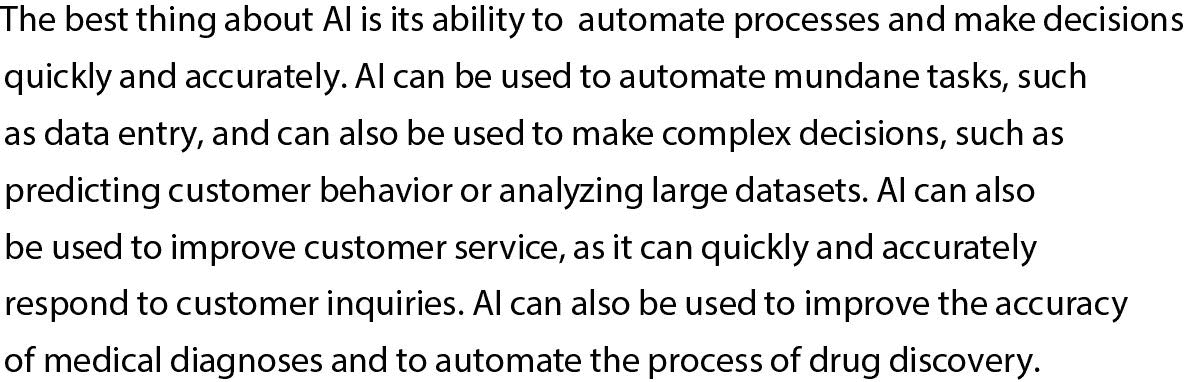 The best thing about AI is its ability to  automate processes and make decisions
quickly and accurately. AI can be used to automate mundane tasks, such
as data entry, and can also be used to make complex decisions, such as
predicting customer behavior or analyzing large datasets. AI can also
be used to improve customer service, as it can quickly and accurately
respond to customer inquiries. AI can also be used to improve the accuracy
of medical diagnoses and to automate the process of drug discovery.